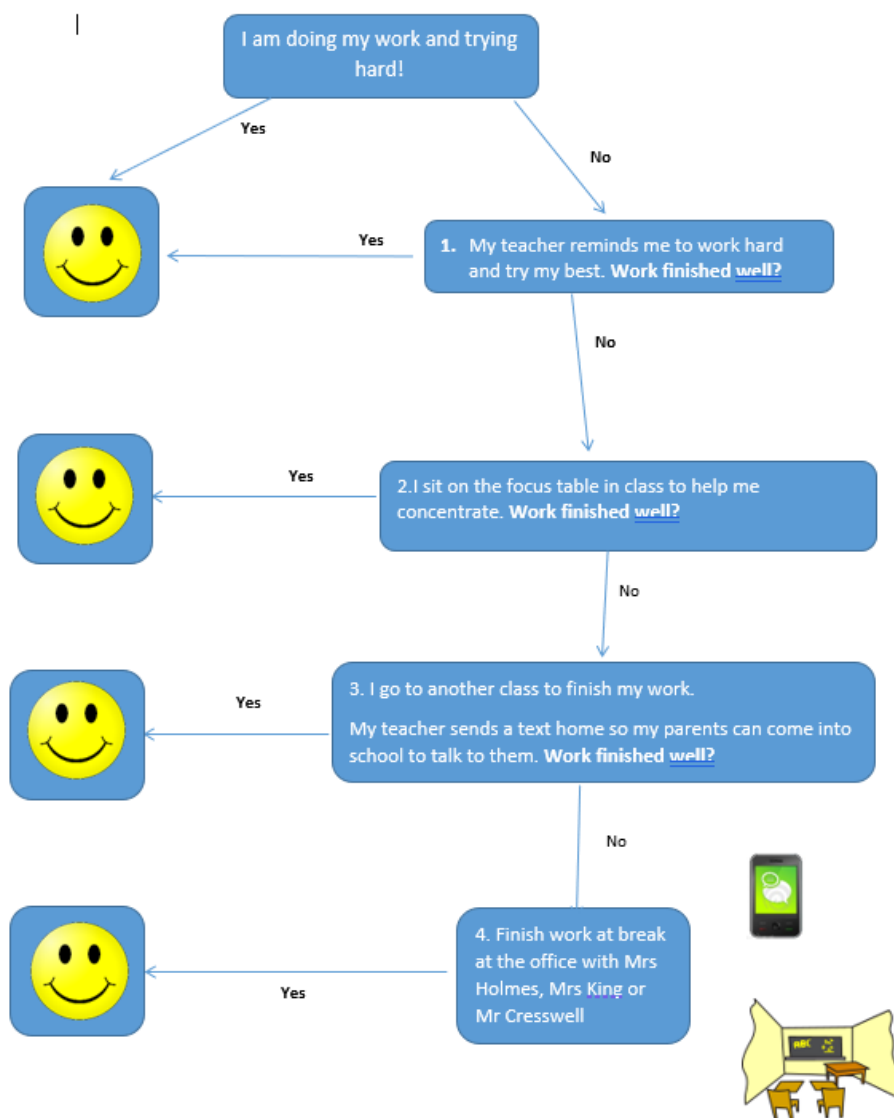 I am doing my work and trying
hard!
Yes
No
Yes
1. My teacher reminds me to work hard
and try my best. Work finished well?
No
Yes
2.I sit on the focus table in class to help me
concentrate. Work finished well?
No
Yes
3. I go to another class to finish my work.
My teacher sends a text home so my parents can come into
school to talk to them. Work finished well?
No
4. Finish work at break
at the office with Mrs
Holmes, Mrs King or
Mr Cresswell
Yes
ABC